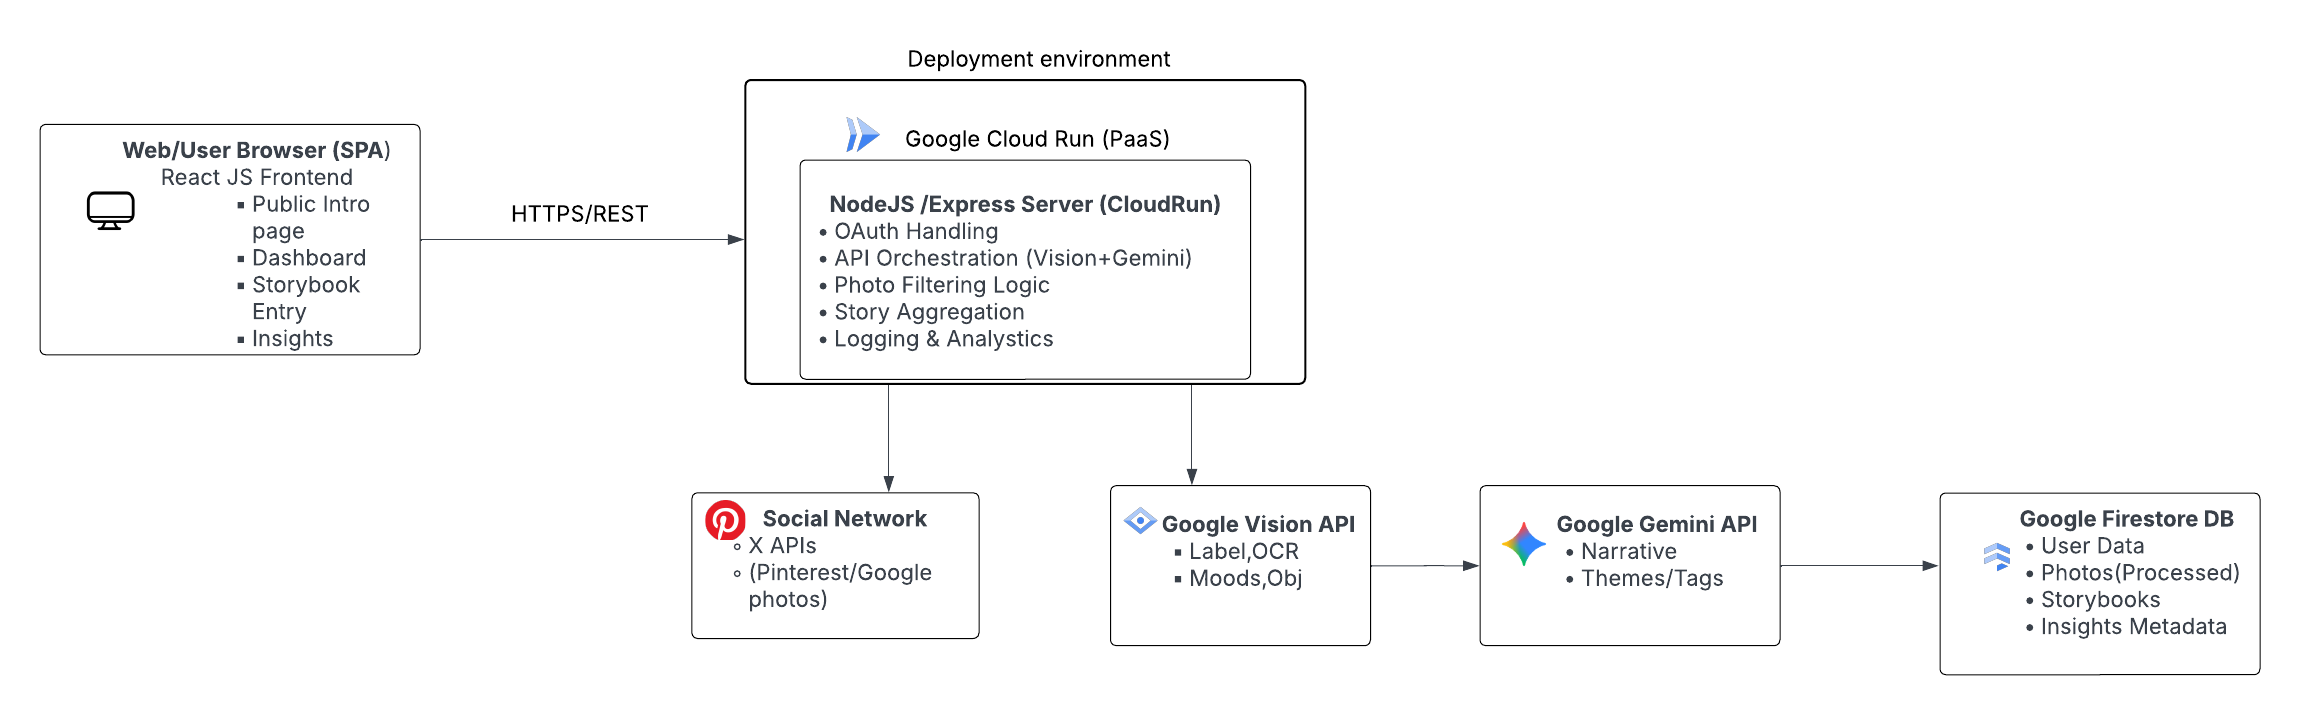 Deployment environment
Google Cloud Run (PaaS)
Web/User Browser (SPA)
React JS Frontend
▪ Public Intro
page
▪ Dashboard
▪ Storybook
Entry
▪ Insights
HTTPS/REST
NodeJS /Express Server (CloudRun)
• OAuth Handling
• API Orchestration (Vision+Gemini)
• Photo Filtering Logic
• Story Aggregation
• Logging & Analystics
Social Network
◦ X APIs
◦ (Pinterest/Google
photos)
Google Vision API
▪ Label,OCR
▪ Moods,Obj
Google Gemini API
• Narrative
• Themes/Tags
Google Firestore DB
• User Data
• Photos(Processed)
• Storybooks
• Insights Metadata